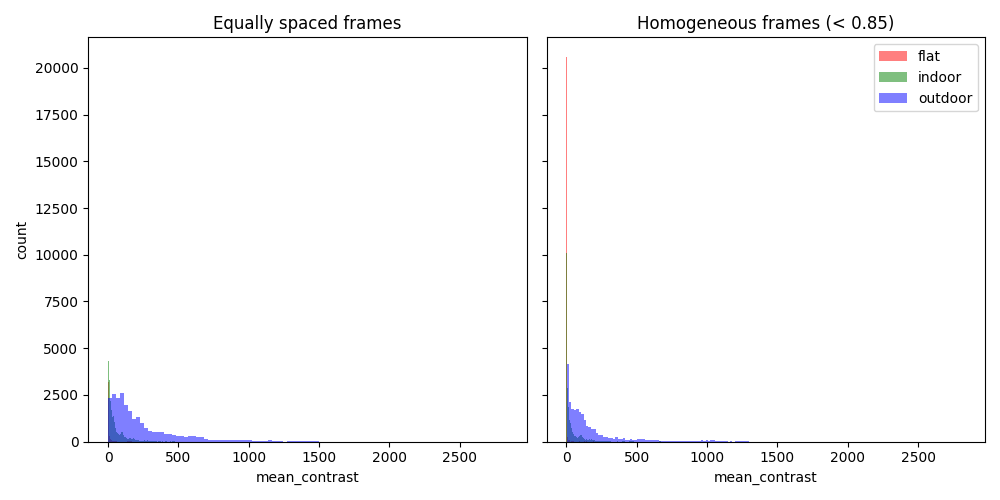 Equally spaced frames
Homogeneous frames (< 0.85)
flat
indoor
outdoor
count
20000
17500
15000
12500
10000
7500
5000
2500
0
0 500 1000 1500 2000 2500
0 500 1000 1500 2000 2500
mean_contrast
mean_contrast